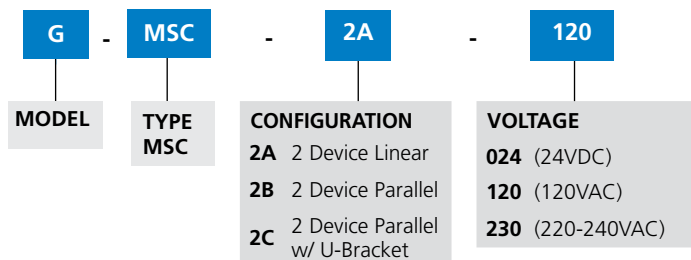 G - MSC - 2A - 120
MODEL
TYPE
MSC
CONFIGURATION
2A 2 Device Linear
2B 2 Device Parallel
2C 2 Device Parallel
w/ U-Bracket
VOLTAGE
024 (24VDC)
120 (120VAC)
230 (220-240VAC)